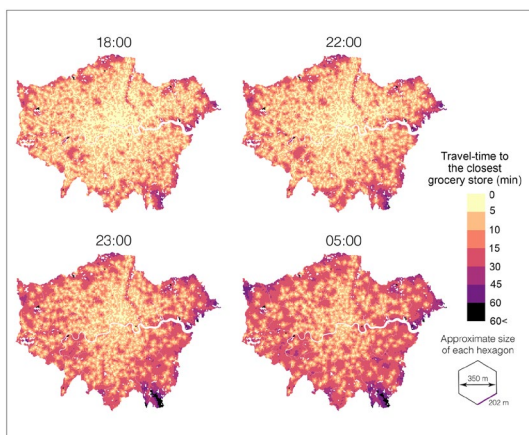 18:00
22:00
23:00
05:00
Travel-time to
the closest
grocery store (min)
0
5
10
15
30
45
60
60<
Approximate size
of each hexagon
350 m
202 m